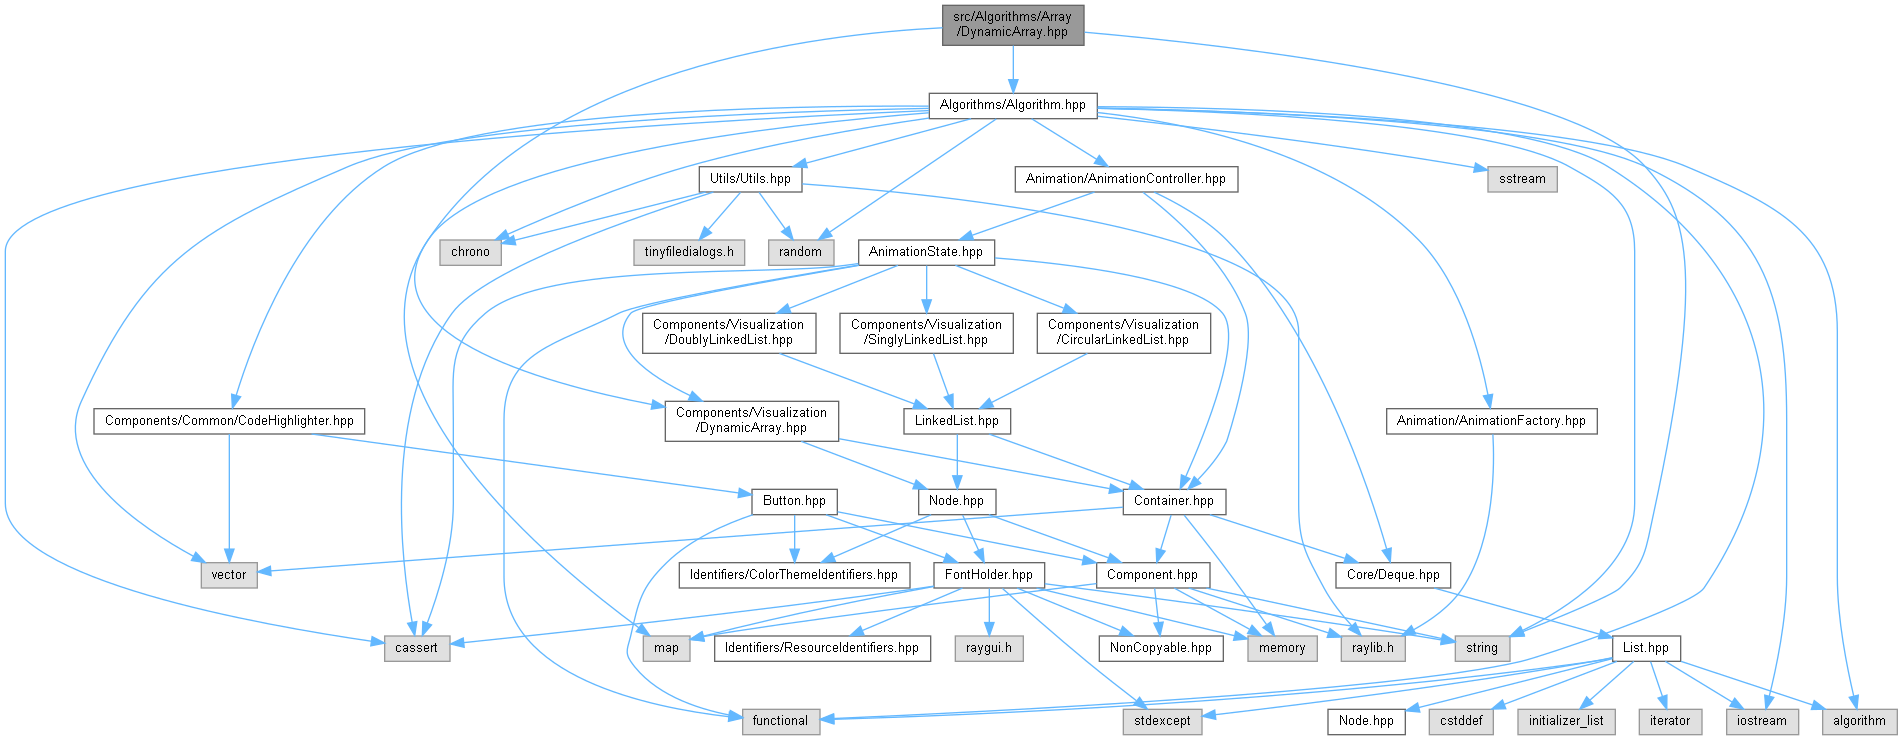 src/Algorithms/Array
/DynamicArray.hpp
Algorithms/Algorithm.hpp
Utils/Utils.hpp
Animation/AnimationController.hpp
sstream
chrono
tinyfiledialogs.h
random
AnimationState.hpp
Components/Visualization
/DoublyLinkedList.hpp
Components/Visualization
/SinglyLinkedList.hpp
Components/Visualization
/CircularLinkedList.hpp
Components/Common/CodeHighlighter.hpp
Components/Visualization
/DynamicArray.hpp
LinkedList.hpp
Animation/AnimationFactory.hpp
Button.hpp
Node.hpp
Container.hpp
vector
Identifiers/ColorThemeIdentifiers.hpp
FontHolder.hpp
Component.hpp
Core/Deque.hpp
cassert
map
Identifiers/ResourceIdentifiers.hpp
raygui.h
NonCopyable.hpp
memory
raylib.h
string
List.hpp
functional
stdexcept
Node.hpp
cstddef
initializer_list
iterator
iostream
algorithm